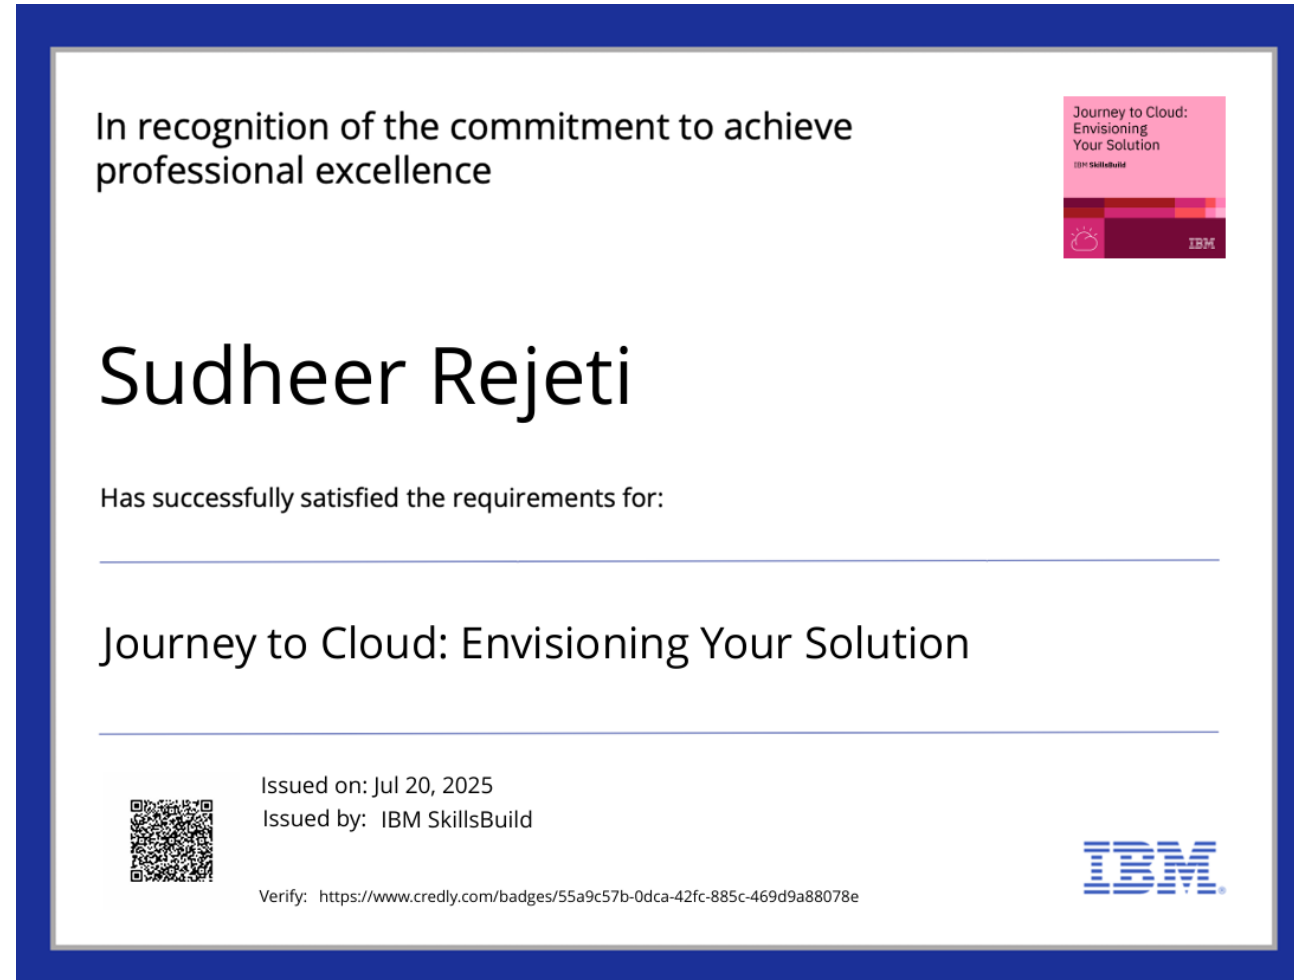 In recognition of the commitment to achieve
professional excellence
Journey to Cloud:
Envisioning
Your Solution
IBM SkillsBuild
IBM
Sudheer Rejeti
Has successfully satisfied the requirements for:
Journey to Cloud: Envisioning Your Solution
Issued on: Jul 20, 2025
Issued by: IBM SkillsBuild
Verify: https://www.credly.com/badges/55a9c57b-0dca-42fc-885c-469d9a88078e
IBM®